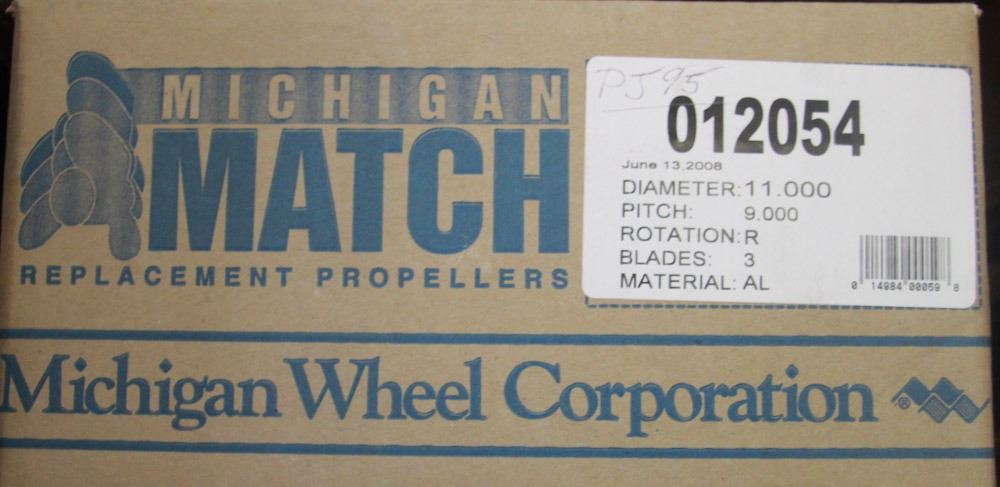 MICHIGAN
MATCH
REPLACEMENT PROPELLERS
PJ95
012054
June 13,2008
DIAMETER: 11.000
PITCH: 9.000
ROTATION: R
BLADES: 3
MATERIAL: AL
0 14984 00059 8
Michigan Wheel Corporation ®